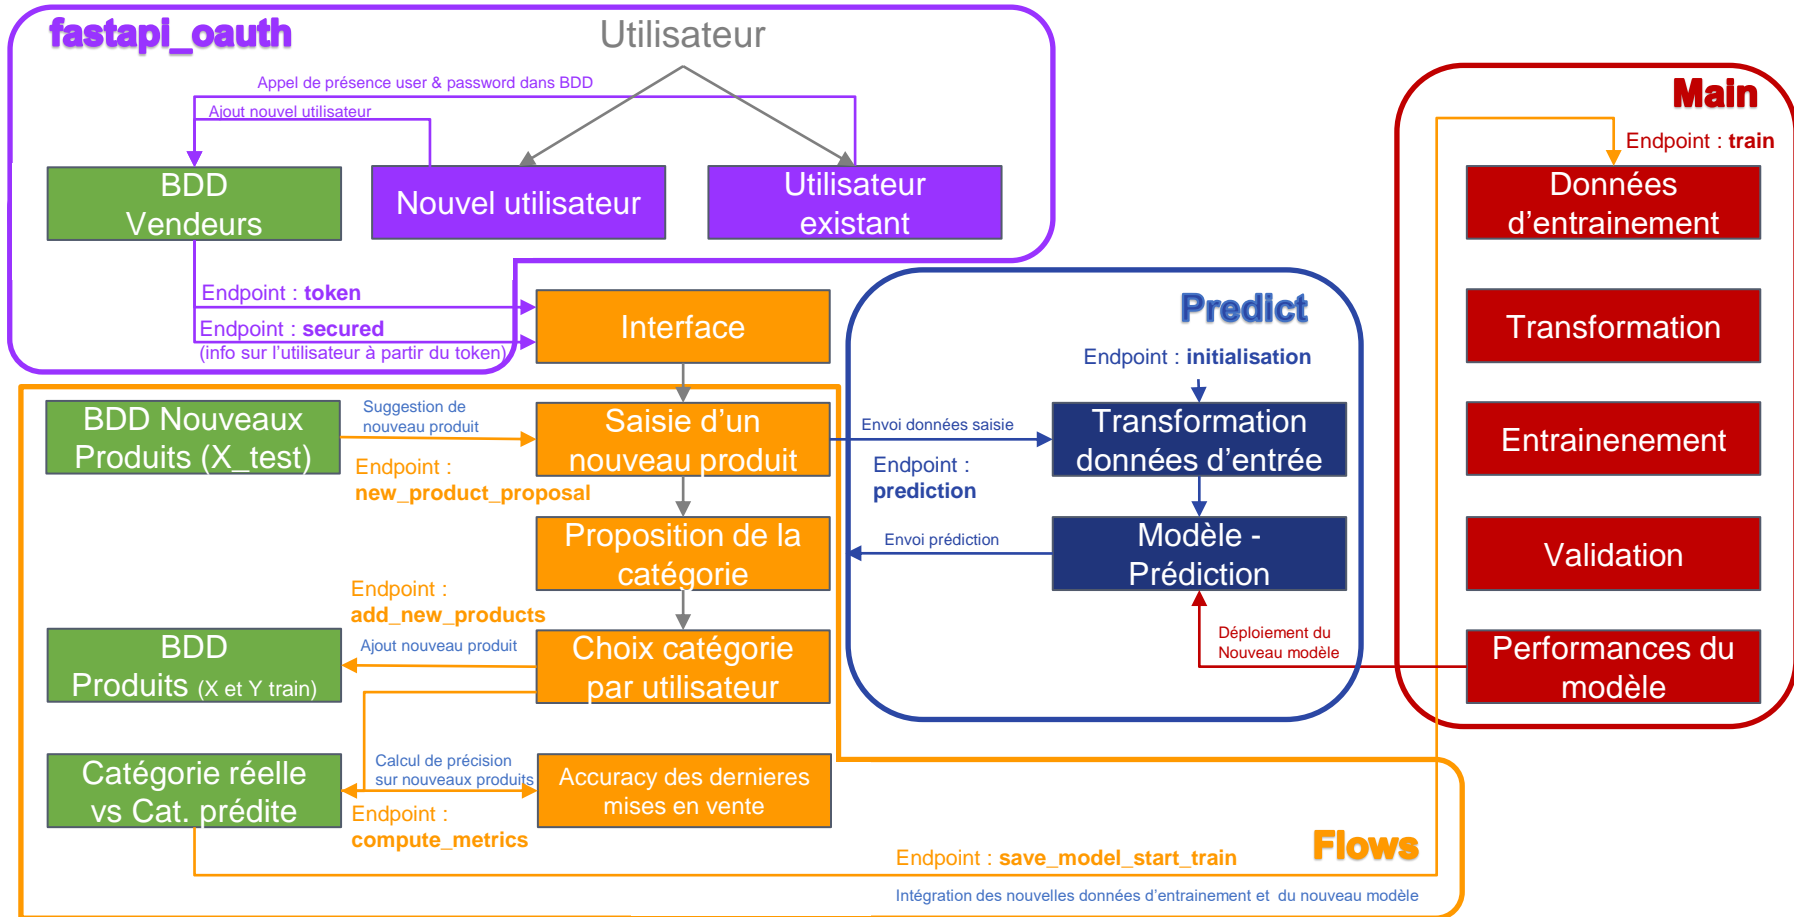 fastapi_oauth
Utilisateur
Appel de présence user & password dans BDD
Ajout nouvel utilisateur
BDD
Vendeurs
Nouvel utilisateur
Utilisateur
existant
Endpoint : token
Endpoint : secured
(info sur l'utilisateur à partir du token)
Interface
Main
Endpoint : train
Données
d'entrainement
Transformation
Entrainenement
Validation
Performances du
modèle
Predict
Endpoint : initialisation
Transformation
données d'entrée
Modèle -
Prédiction
Envoi données saisie
Endpoint :
prediction
Envoi prédiction
Déploiement du
Nouveau modèle
BDD Nouveaux
Produits (X_test)
Suggestion de
nouveau produit
Endpoint :
new_product_proposal
Saisie d'un
nouveau produit
Proposition de la
catégorie
Endpoint :
add_new_products
Ajout nouveau produit
BDD
Produits (X et Y train)
Choix catégorie
par utilisateur
Catégorie réelle
vs Cat. prédite
Calcul de précision
sur nouveaux produits
Endpoint :
compute_metrics
Accuracy des dernieres
mises en vente
Flows
Endpoint : save_model_start_train
Intégration des nouvelles données d'entrainement et du nouveau modèle